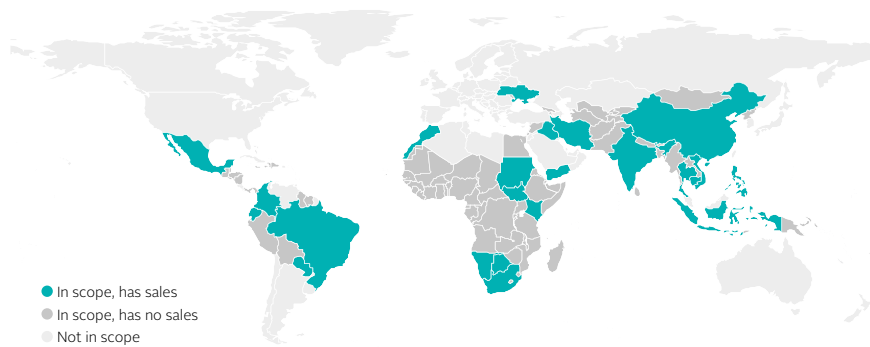 In scope, has sales
In scope, has no sales
Not in scope